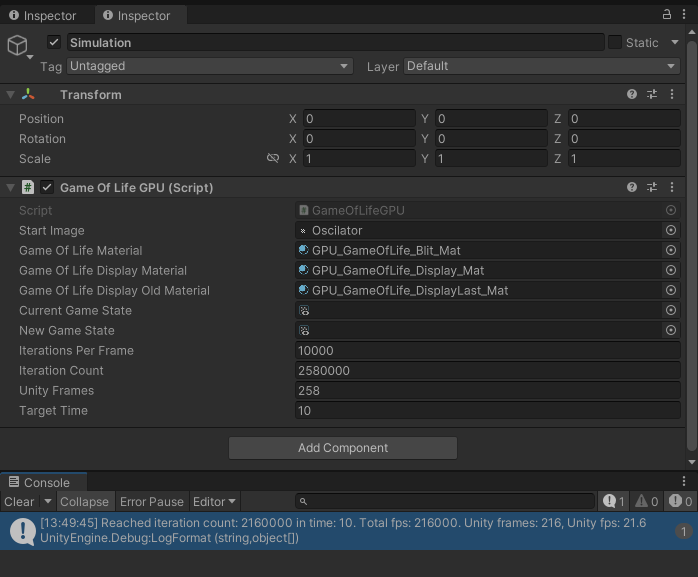 Inspector Inspector
Simulation Static
Tag Untagged Layer Default
Transform
Position X 0 Y 0 Z 0
Rotation X 0 Y 0 Z 0
Scale X 1 Y 1 Z 1
# Game Of Life GPU (Script)
Script GameOfLifeGPU
Start Image Oscilator
Game Of Life Material GPU_GameOfLife_Blit_Mat
Game Of Life Display Material GPU_GameOfLife_Display_Mat
Game Of Life Display Old Material GPU_GameOfLife_DisplayLast_Mat
Current Game State
New Game State
Iterations Per Frame 10000
Iteration Count 2580000
Unity Frames 258
Target Time 10
Add Component
Console
Clear Collapse Error Pause Editor 1 0 0
[13:49:45] Reached iteration count: 2160000 in time: 10. Total fps: 216000. Unity frames: 216, Unity fps: 21.6
UnityEngine.Debug:LogFormat (string,object[]) 1